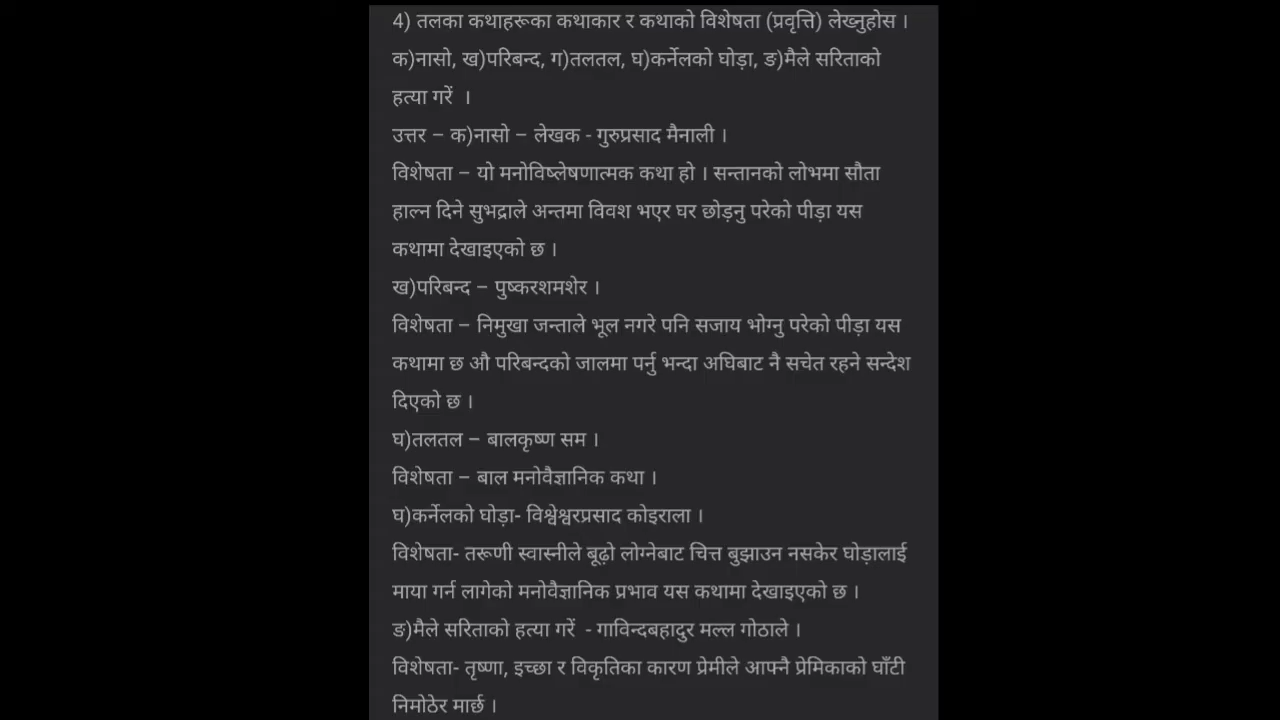 4) तलका कथाहरूका कथाकार र कथाको विशेषता (प्रवृत्ति) लेख्नुहोस ।
क)नासो, ख)परिबन्द, ग)तलतल, घ)कर्नेलको घोड़ा, ङ)मैले सरिताको
हत्या गरें ।
उत्तर – क)नासो – लेखक - गुरुप्रसाद मैनाली ।
विशेषता – यो मनोविष्लेषणात्मक कथा हो । सन्तानको लोभमा सौता
हाल्न दिने सुभद्राले अन्तमा विवश भएर घर छोड़नु परेको पीड़ा यस
कथामा देखाइएको छ ।
ख)परिबन्द – पुष्करशमशेर ।
विशेषता – निमुखा जन्ताले भूल नगरे पनि सजाय भोग्नु परेको पीड़ा यस
कथामा छ औ परिबन्दको जालमा पर्नु भन्दा अघिबाट नै सचेत रहने सन्देश
दिएको छ ।
घ)तलतल – बालकृष्ण सम ।
विशेषता – बाल मनोवैज्ञानिक कथा ।
घ)कर्नेलको घोड़ा- विश्वेश्वरप्रसाद कोइराला ।
विशेषता- तरूणी स्वास्नीले बूढ़ो लोग्नेबाट चित्त बुझाउन नसकेर घोड़ालाई
माया गर्न लागेको मनोवैज्ञानिक प्रभाव यस कथामा देखाइएको छ ।
ङ)मैले सरिताको हत्या गरें - गाविन्दबहादुर मल्ल गोठाले ।
विशेषता- तृष्णा, इच्छा र विकृतिका कारण प्रेमीले आफ्नै प्रेमिकाको घाँटी
निमोठेर मार्छ ।